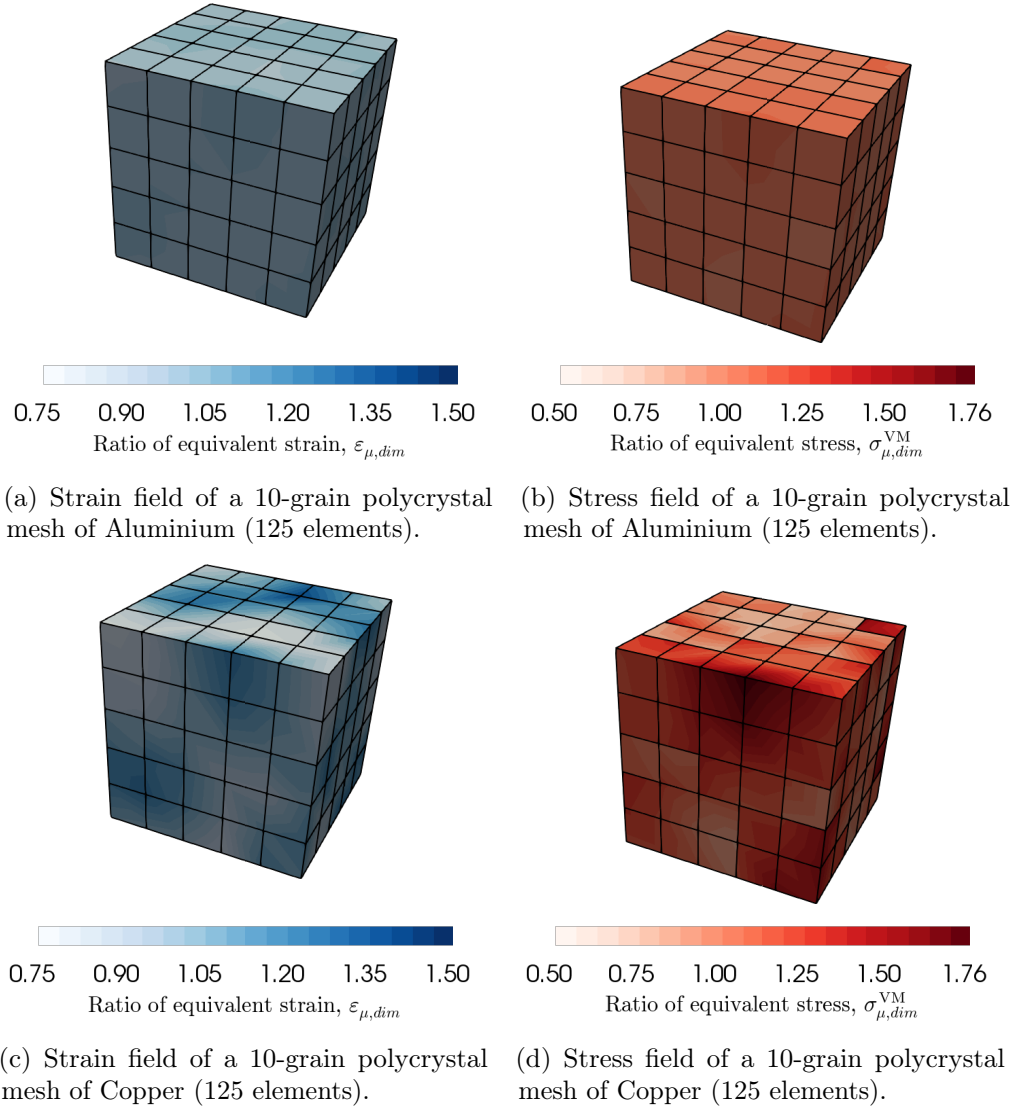 0.75 0.90 1.05 1.20 1.35 1.50
Ratio of equivalent strain, ε_{μ,dim}
0.50 0.75 1.00 1.25 1.50 1.76
Ratio of equivalent stress, σ^{VM}_{μ,dim}
(a) Strain field of a 10-grain polycrystal
mesh of Aluminium (125 elements).
(b) Stress field of a 10-grain polycrystal
mesh of Aluminium (125 elements).
0.75 0.90 1.05 1.20 1.35 1.50
Ratio of equivalent strain, ε_{μ,dim}
0.50 0.75 1.00 1.25 1.50 1.76
Ratio of equivalent stress, σ^{VM}_{μ,dim}
(c) Strain field of a 10-grain polycrystal
mesh of Copper (125 elements).
(d) Stress field of a 10-grain polycrystal
mesh of Copper (125 elements).